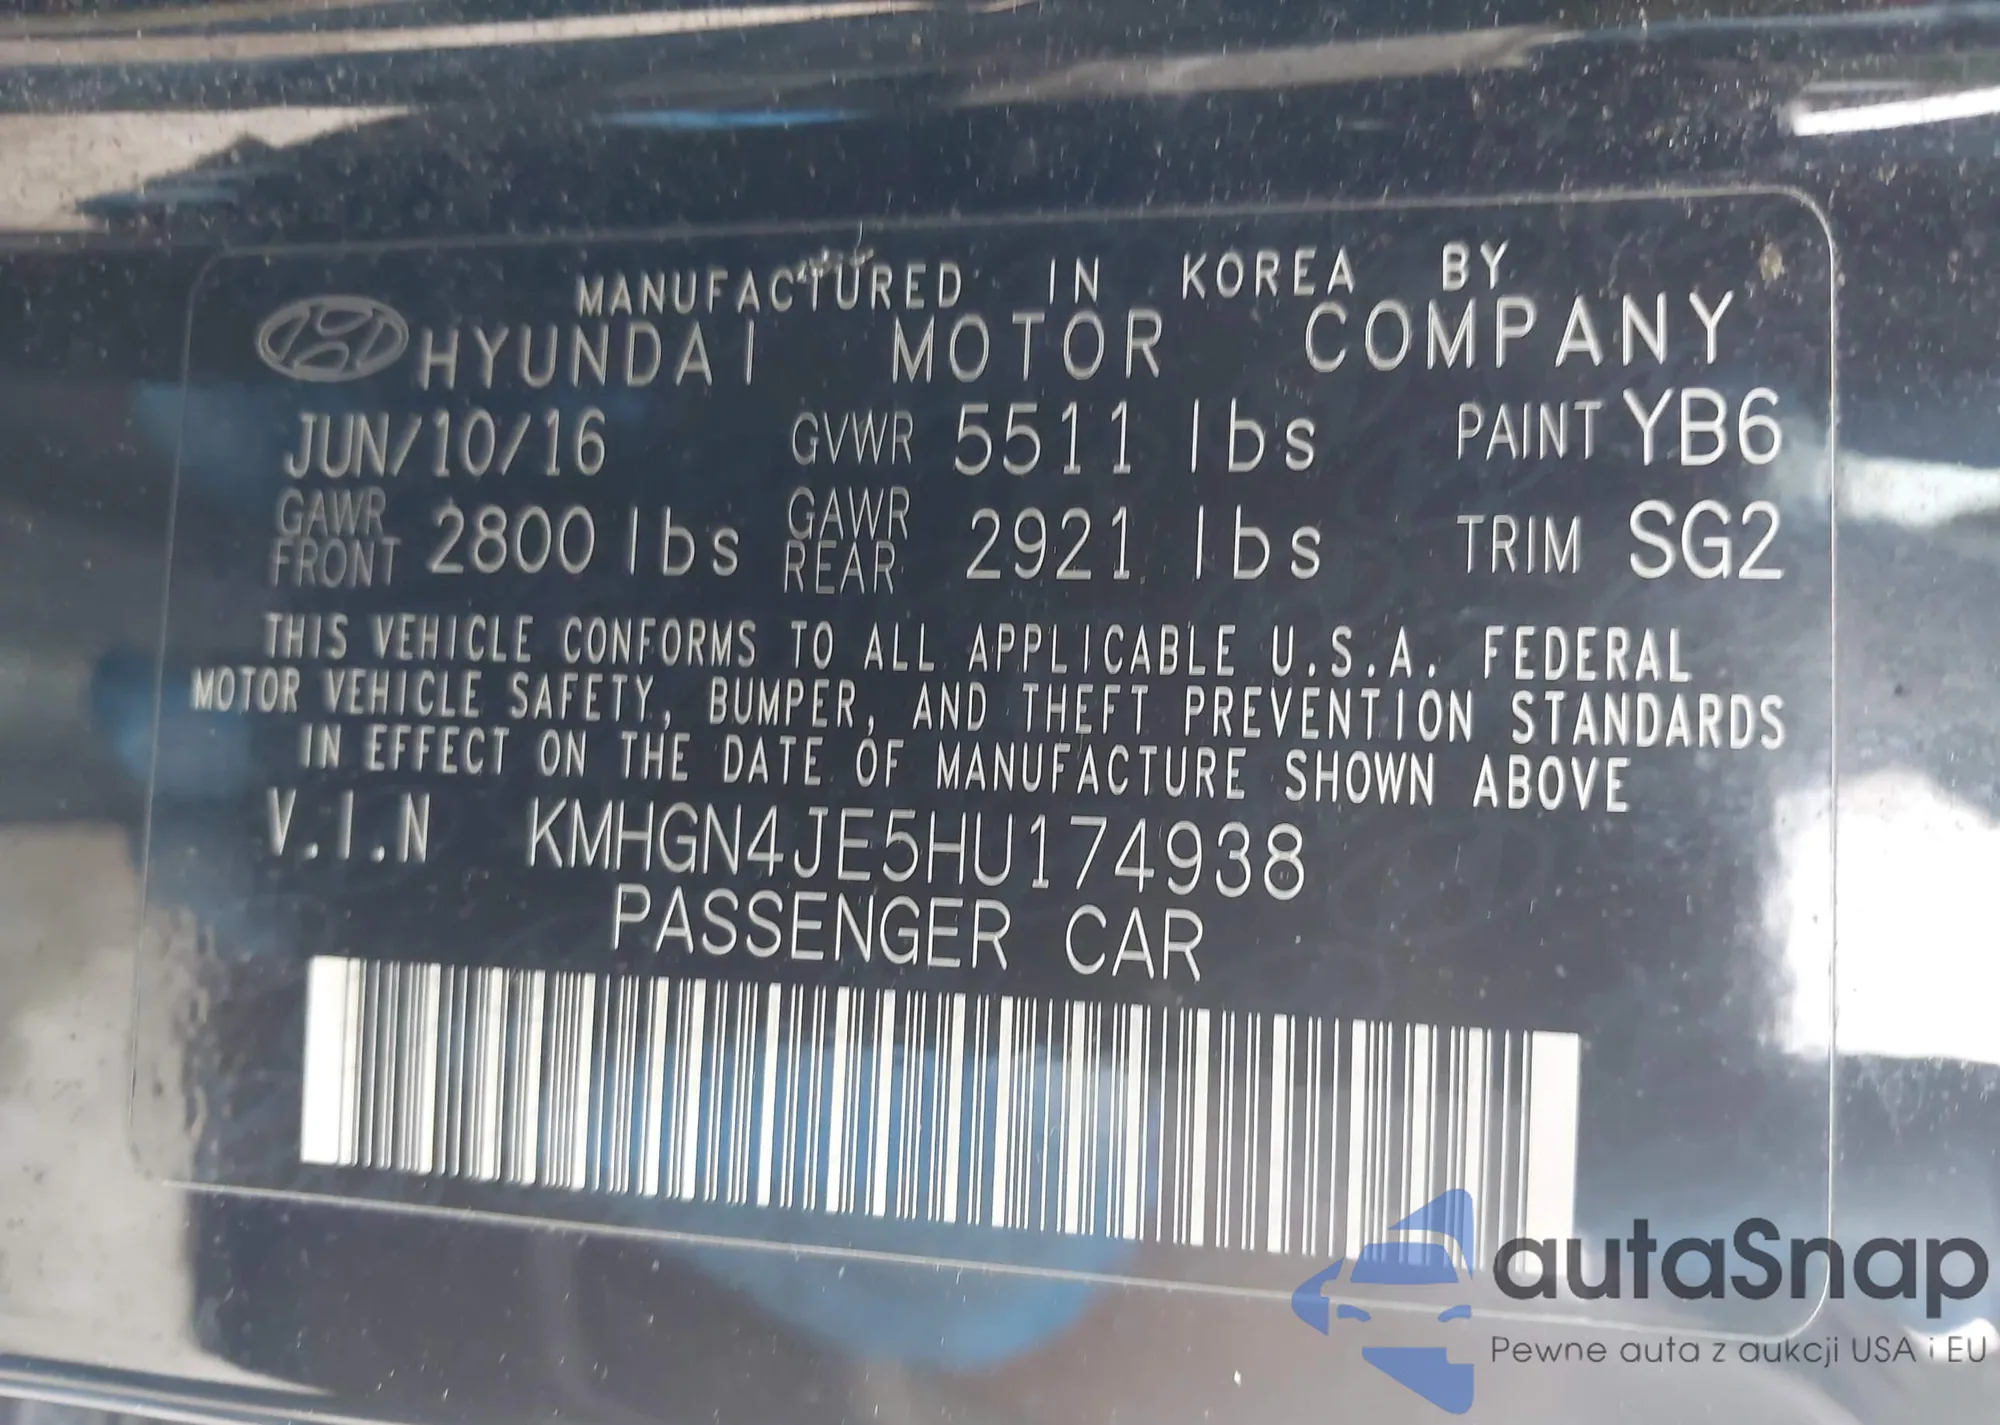 MANUFACTURED IN KOREA BY
HYUNDAI MOTOR COMPANY
JUN/10/16 GVWR 5511 lbs PAINT YB6
GAWR FRONT 2800 lbs GAWR REAR 2921 lbs TRIM SG2
THIS VEHICLE CONFORMS TO ALL APPLICABLE U.S.A. FEDERAL
MOTOR VEHICLE SAFETY, BUMPER, AND THEFT PREVENTION STANDARDS
IN EFFECT ON THE DATE OF MANUFACTURE SHOWN ABOVE
V.I.N KMHGN4JE5HU174938
PASSENGER CAR
autaSnap
Pewne auta z aukcji USA i EU